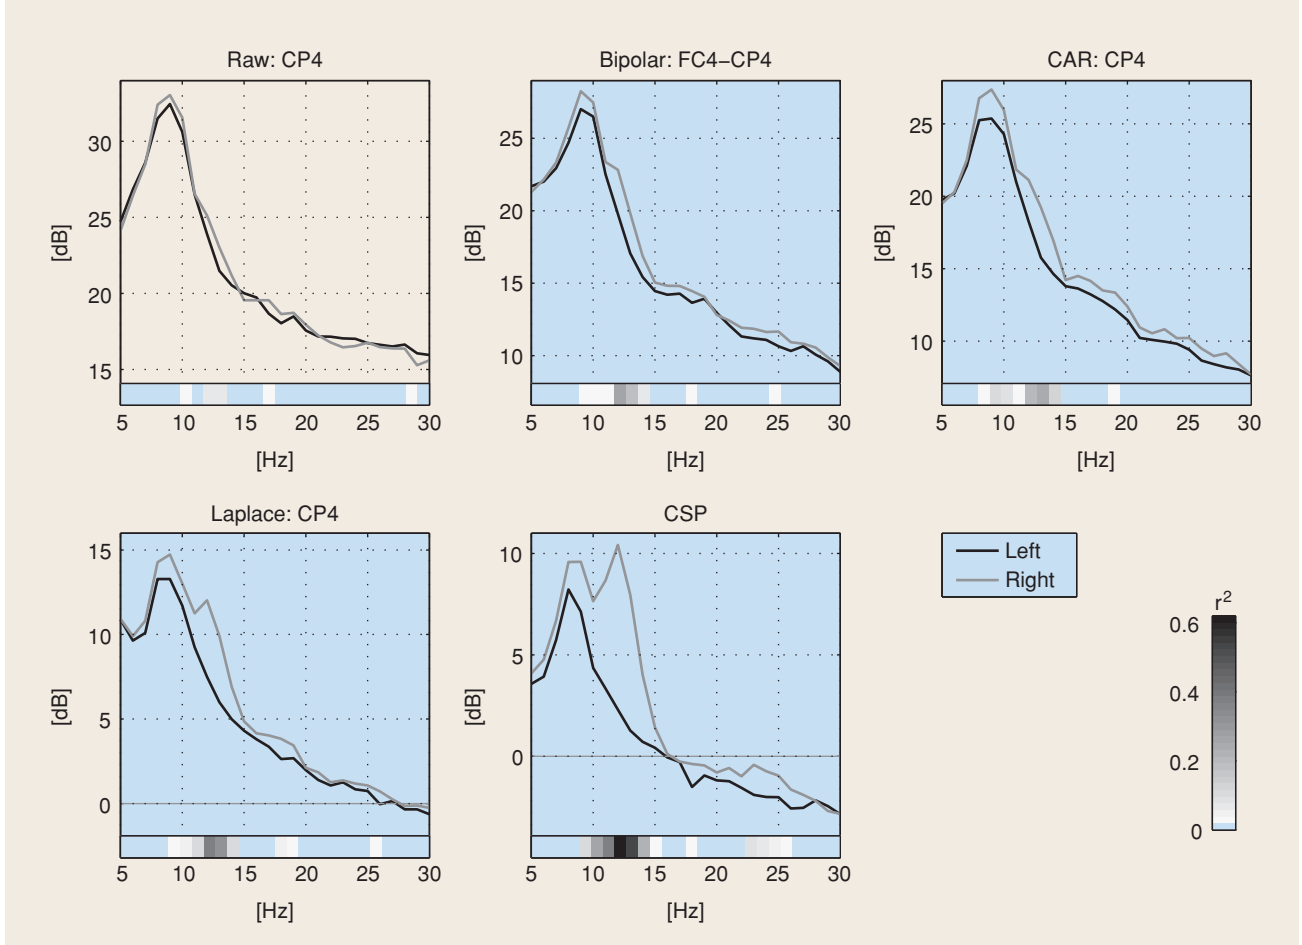 Raw: CP4
Bipolar: FC4–CP4
CAR: CP4
[dB]
30
25
20
15
5 10 15 20 25 30
[Hz]
[dB]
25
20
15
10
5 10 15 20 25 30
[Hz]
[dB]
25
20
15
10
5 10 15 20 25 30
[Hz]
Laplace: CP4
CSP
[dB]
15
10
5
0
5 10 15 20 25 30
[Hz]
[dB]
10
5
0
5 10 15 20 25 30
[Hz]
Left
Right
r2
0.6
0.4
0.2
0